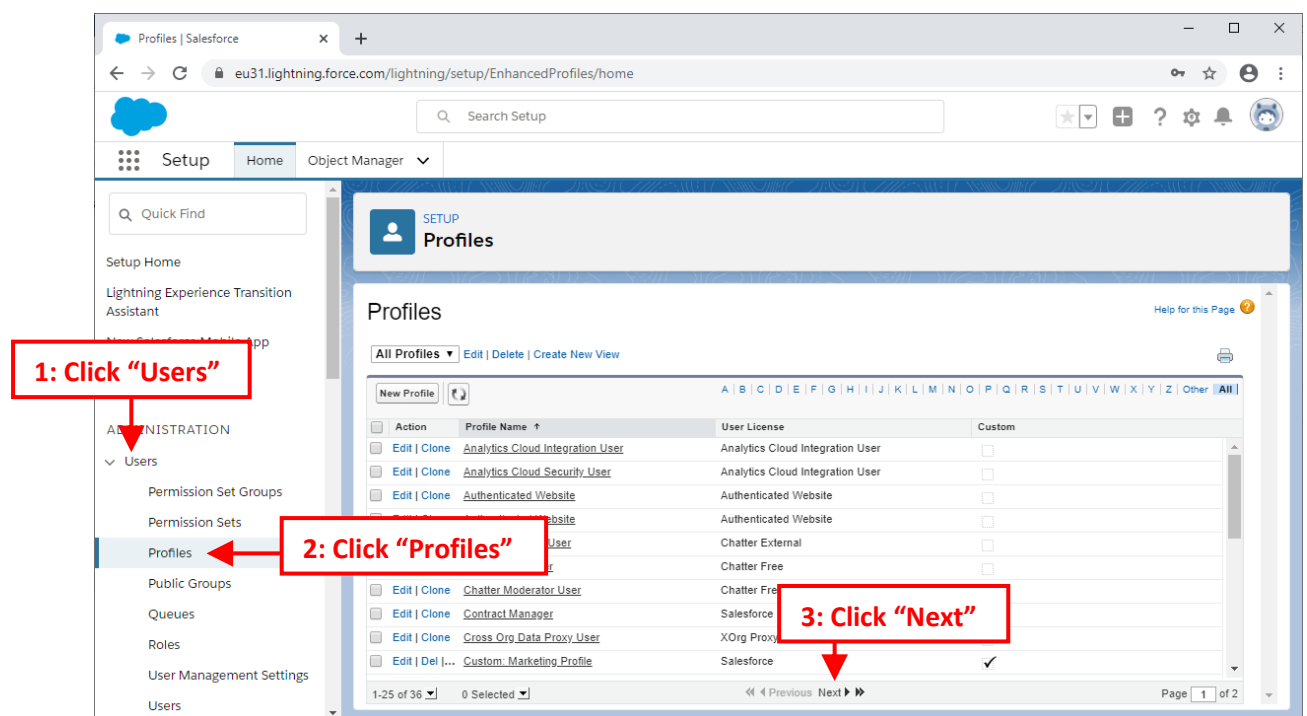 Profiles | Salesforce
eu31.lightning.force.com/lightning/setup/EnhancedProfiles/home
Search Setup
Setup Home Object Manager
Quick Find
SETUP
Profiles
Setup Home
Lightning Experience Transition
Assistant
Profiles
Help for this Page
All Profiles Edit | Delete | Create New View
1: Click “Users”
New Profile A | B | C | D | E | F | G | H | I | J | K | L | M | N | O | P | Q | R | S | T | U | V | W | X | Y | Z | Other All
Action Profile Name User License Custom
Edit | Clone Analytics Cloud Integration User Analytics Cloud Integration User
Edit | Clone Analytics Cloud Security User Analytics Cloud Integration User
Edit | Clone Authenticated Website Authenticated Website
Authenticated Website
User Chatter External
Chatter Free
Edit | Clone Chatter Moderator User Chatter
Edit | Clone Contract Manager Salesforce
Edit | Clone Cross Org Data Proxy User XOrg Proxy
Edit | Del |... Custom: Marketing Profile Salesforce
1-25 of 36 0 Selected Previous Next Page 1 of 2
Users
Permission Set Groups
Permission Sets
Profiles
2: Click “Profiles”
Public Groups
Queues
Roles
User Management Settings
Users
3: Click “Next”